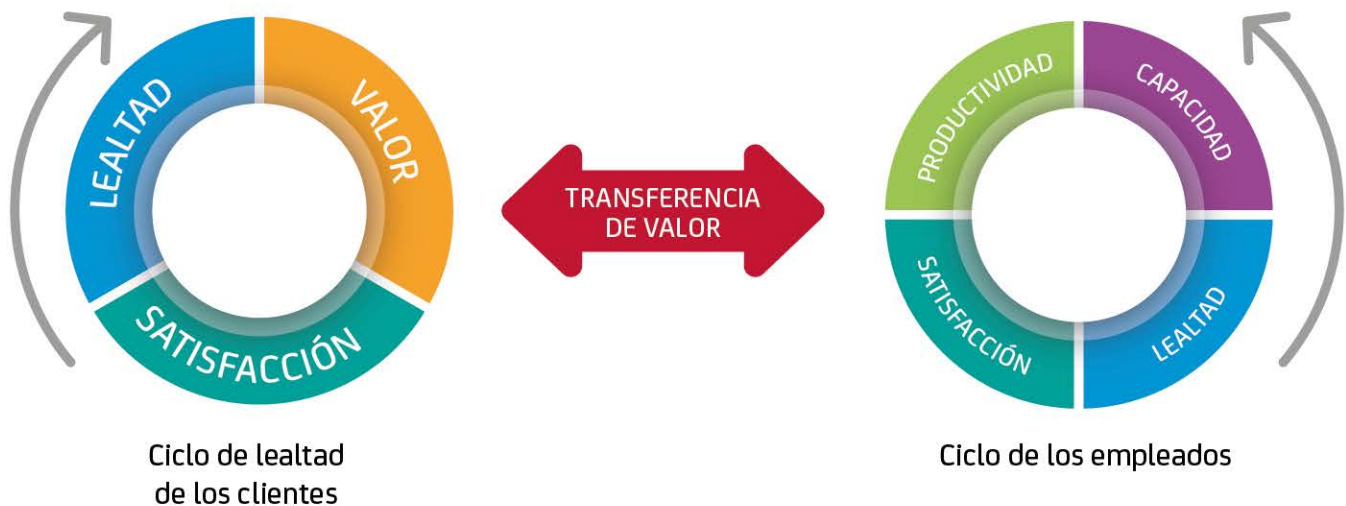 LEALTAD
VALOR
SATISFACCIÓN
Ciclo de lealtad
de los clientes
TRANSFERENCIA
DE VALOR
PRODUCTIVIDAD
CAPACIDAD
SATISFACCIÓN
LEALTAD
Ciclo de los empleados